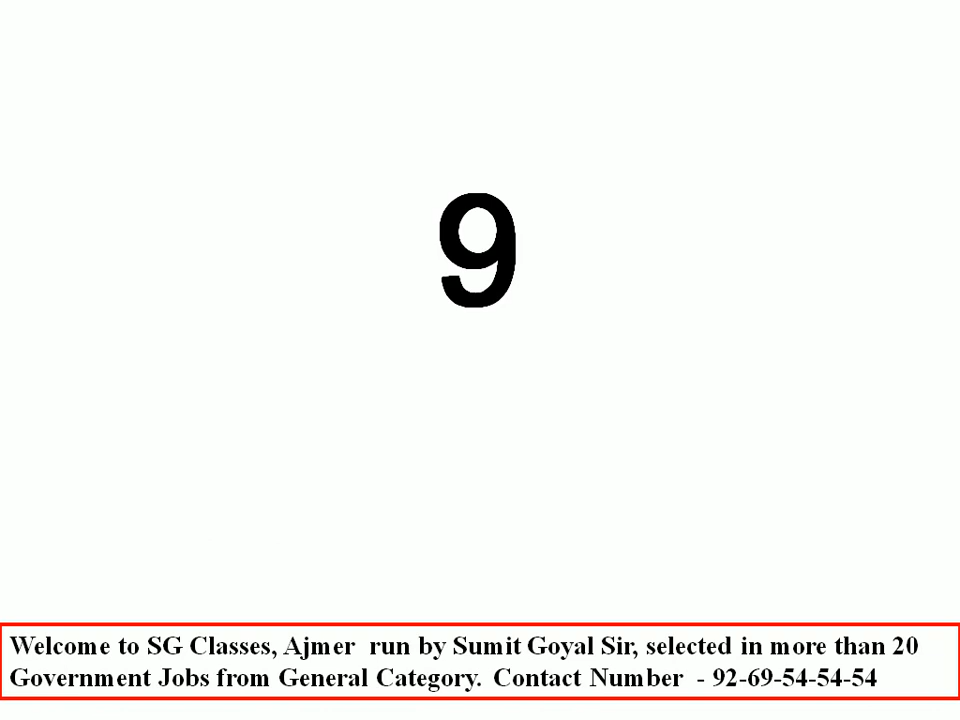 9
Welcome to SG Classes, Ajmer  run by Sumit Goyal Sir, selected in more than 20
Government Jobs from General Category.  Contact Number  - 92-69-54-54-54